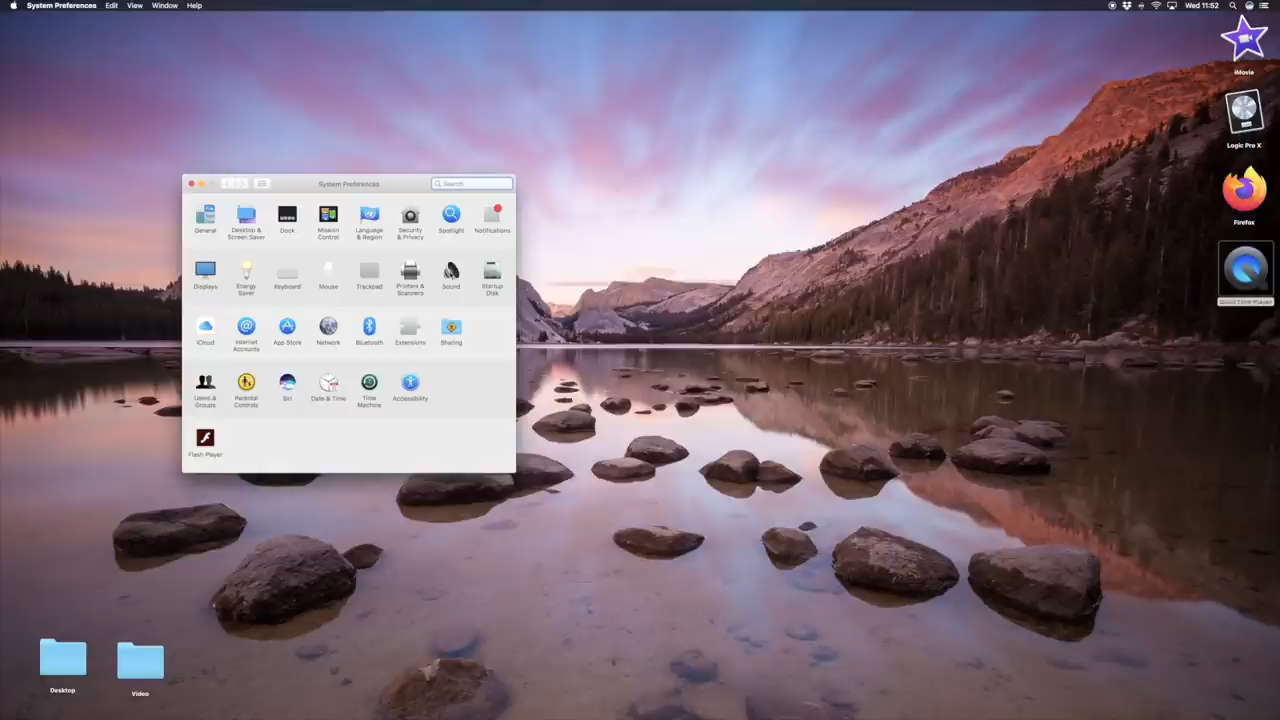 System Preferences Edit View Window Help
Wed 11:52
iMovie
Logic Pro X
Firefox
QuickTime Player
System Preferences
Search
General
Desktop & Screen Saver
Dock
Mission Control
Language & Region
Security & Privacy
Spotlight
Notifications
Displays
Energy Saver
Keyboard
Mouse
Trackpad
Printers & Scanners
Sound
Startup Disk
iCloud
Internet Accounts
App Store
Network
Bluetooth
Extensions
Sharing
Users & Groups
Parental Controls
Siri
Date & Time
Time Machine
Accessibility
Flash Player
Desktop
Video